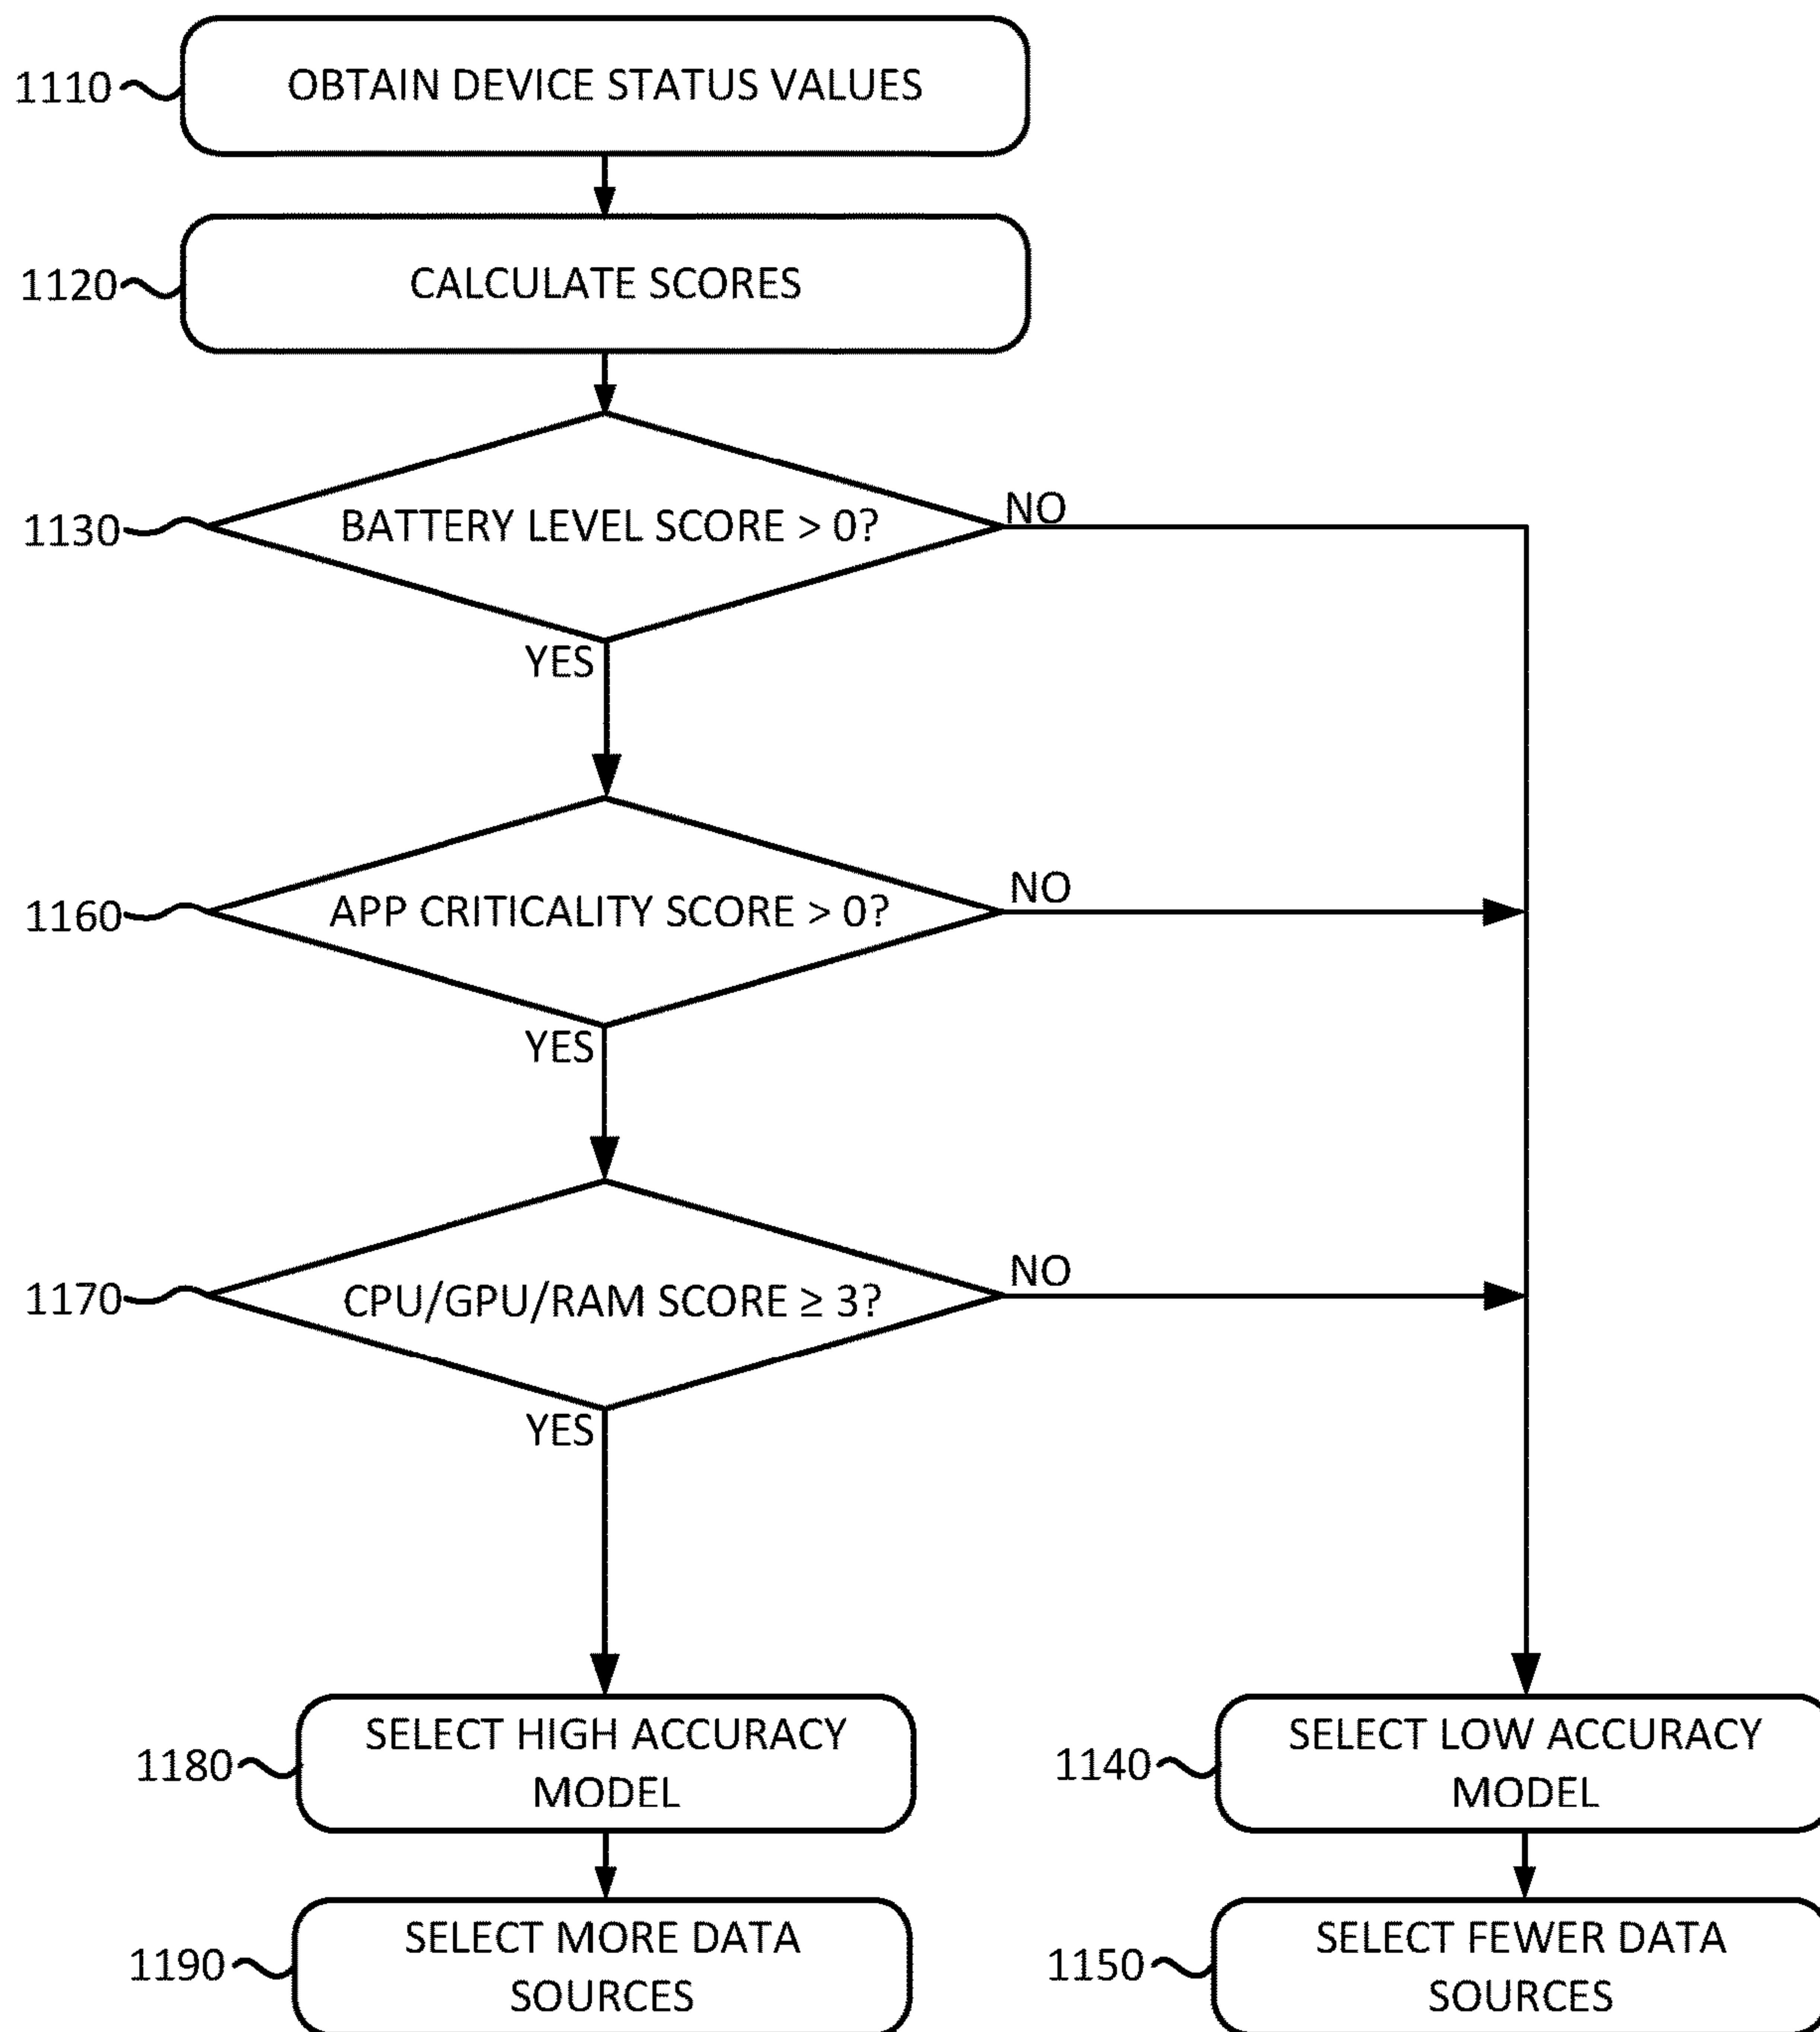 1110
OBTAIN DEVICE STATUS VALUES
1120
CALCULATE SCORES
1130
BATTERY LEVEL SCORE > 0?
NO
YES
1160
APP CRITICALITY SCORE > 0?
NO
YES
1170
CPU/GPU/RAM SCORE ≥ 3?
NO
YES
1180
SELECT HIGH ACCURACY
MODEL
1140
SELECT LOW ACCURACY
MODEL
1190
SELECT MORE DATA
SOURCES
1150
SELECT FEWER DATA
SOURCES